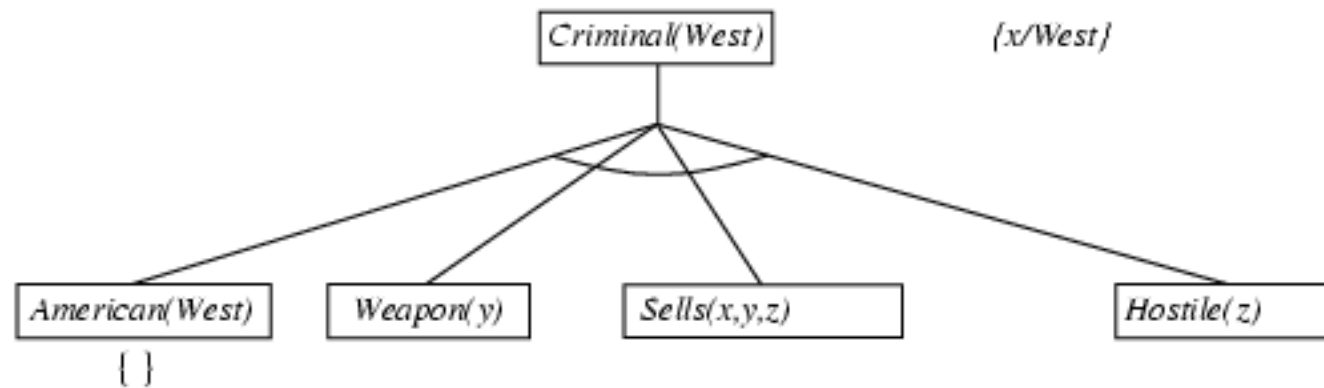 Criminal(West) {x/West}
American(West) Weapon(y) Sells(x,y,z) Hostile(z)
{ }